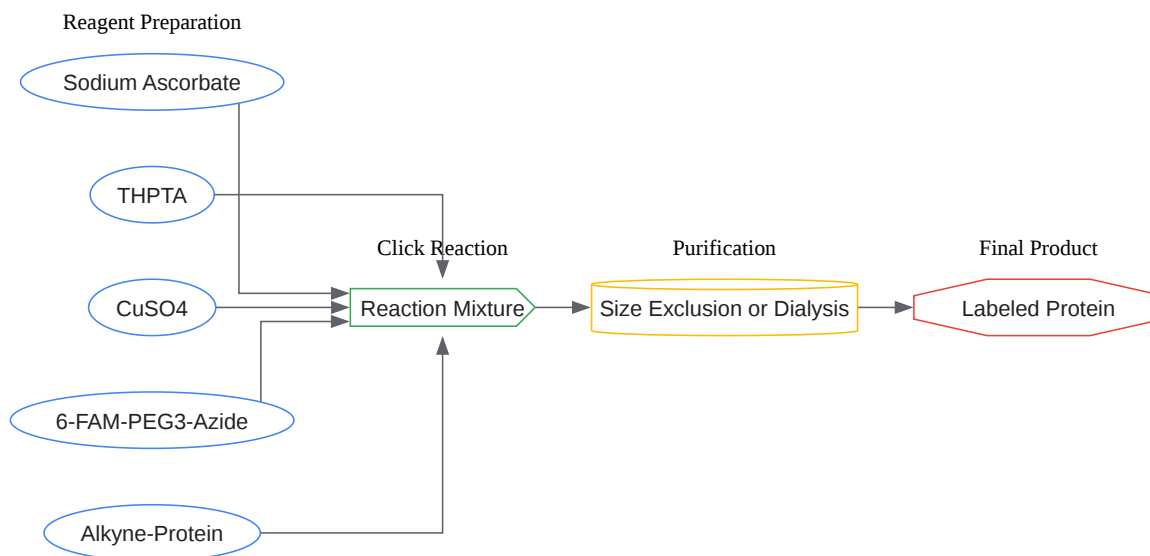 Reagent Preparation
Sodium Ascorbate
THPTA
Click Reaction
Purification
Final Product
CuSO4
Reaction Mixture
Size Exclusion or Dialysis
Labeled Protein
6-FAM-PEG3-Azide
Alkyne-Protein